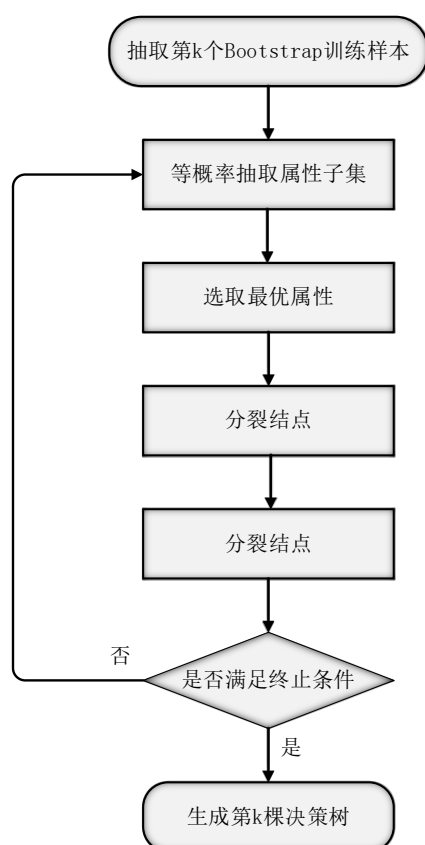 抽取第k个Bootstrap训练样本
等概率抽取属性子集
选取最优属性
分裂结点
分裂结点
否
是否满足终止条件
是
生成第k棵决策树